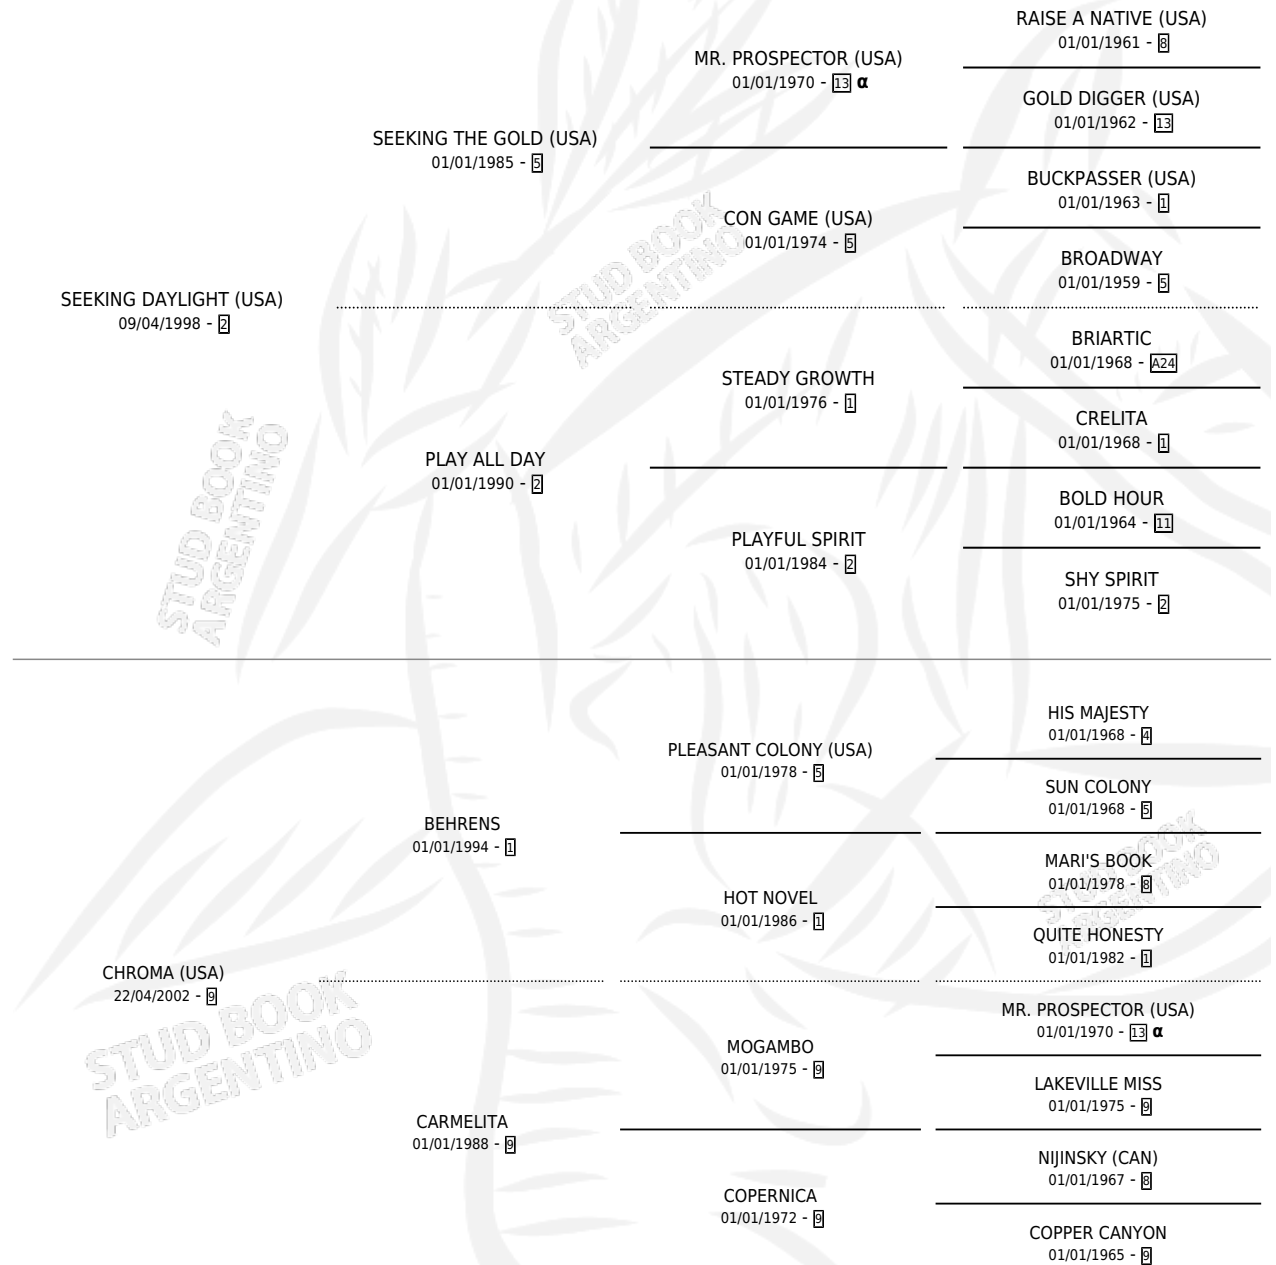 RAISE A NATIVE (USA)
01/01/1961 - 8
MR. PROSPECTOR (USA)
01/01/1970 - 13 α
GOLD DIGGER (USA)
01/01/1962 - 13
SEEKING THE GOLD (USA)
01/01/1985 - 5
BUCKPASSER (USA)
01/01/1963 - 1
CON GAME (USA)
01/01/1974 - 5
BROADWAY
01/01/1959 - 5
SEEKING DAYLIGHT (USA)
09/04/1998 - 2
BRIARTIC
01/01/1968 - A24
STEADY GROWTH
01/01/1976 - 1
CRELITA
01/01/1968 - 1
PLAY ALL DAY
01/01/1990 - 2
BOLD HOUR
01/01/1964 - 11
PLAYFUL SPIRIT
01/01/1984 - 2
SHY SPIRIT
01/01/1975 - 2
HIS MAJESTY
01/01/1968 - 4
PLEASANT COLONY (USA)
01/01/1978 - 5
SUN COLONY
01/01/1968 - 5
BEHRENS
01/01/1994 - 1
MARI'S BOOK
01/01/1978 - 8
HOT NOVEL
01/01/1986 - 1
QUITE HONESTY
01/01/1982 - 1
CHROMA (USA)
22/04/2002 - 9
MR. PROSPECTOR (USA)
01/01/1970 - 13 α
MOGAMBO
01/01/1975 - 9
LAKEVILLE MISS
01/01/1975 - 9
CARMELITA
01/01/1988 - 9
NIJINSKY (CAN)
01/01/1967 - 8
COPERNICA
01/01/1972 - 9
COPPER CANYON
01/01/1965 - 9
STUD BOOK
ARGENTINO
STUD BOOK
ARGENTINO
STUD BOOK
ARGENTINO
STUD BOOK
ARGENTINO